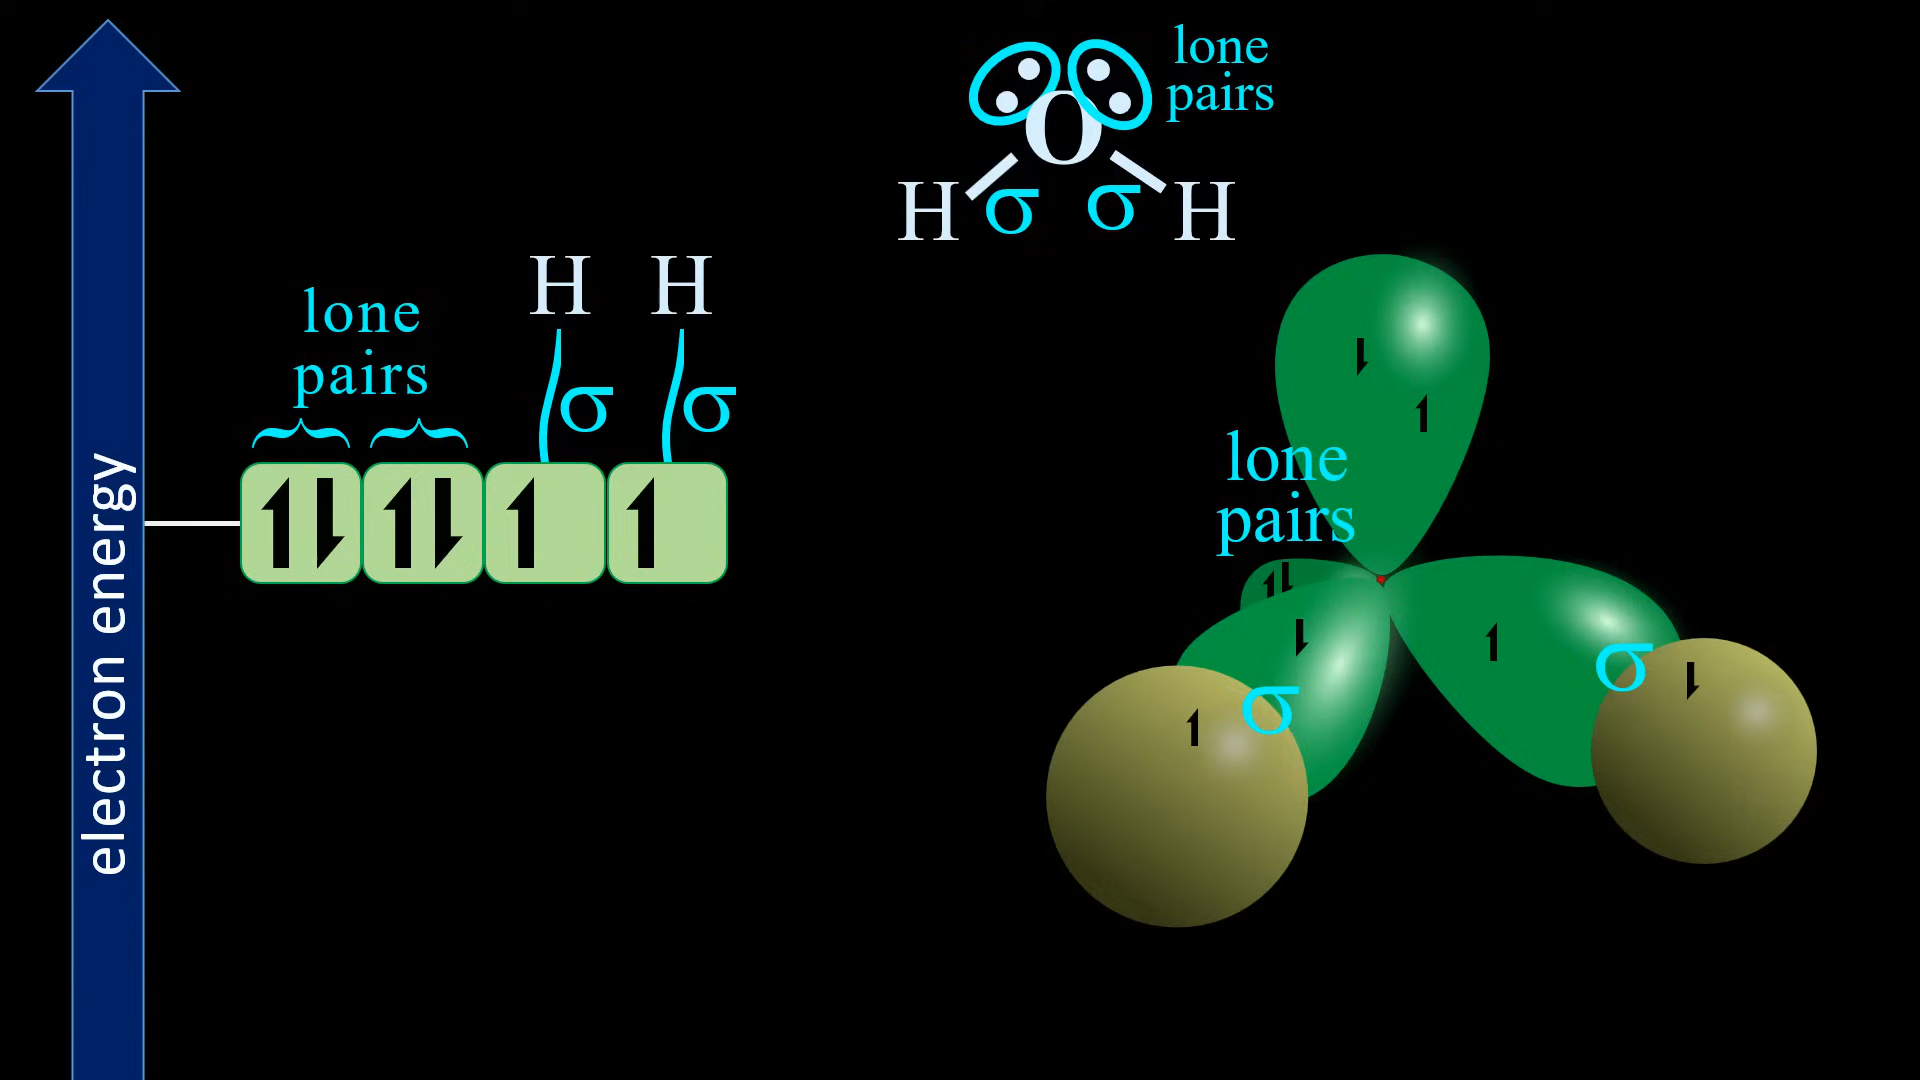 electron energy
lone
pairs
O
H σ σ H
lone
pairs
H H
σ σ
lone
pairs
σ
σ